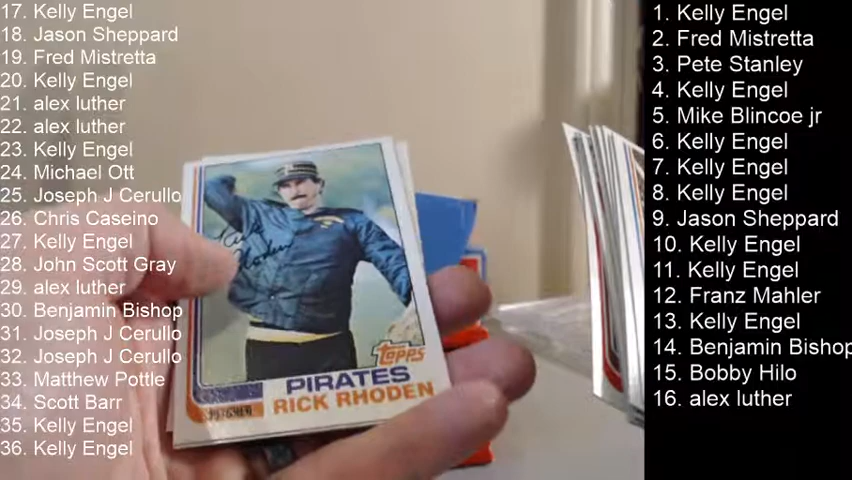 17. Kelly Engel
18. Jason Sheppard
19. Fred Mistretta
20. Kelly Engel
21. alex luther
22. alex luther
23. Kelly Engel
24. Michael Ott
25. Joseph J Cerullo
26. Chris Caseino
27. Kelly Engel
28. John Scott Gray
29. alex luther
30. Benjamin Bishop
31. Joseph J Cerullo
32. Joseph J Cerullo
33. Matthew Pottle
34. Scott Barr
35. Kelly Engel
36. Kelly Engel
Rick Rhoden
Topps
PIRATES
PITCHER
RICK RHODEN
1. Kelly Engel
2. Fred Mistretta
3. Pete Stanley
4. Kelly Engel
5. Mike Blincoe jr
6. Kelly Engel
7. Kelly Engel
8. Kelly Engel
9. Jason Sheppard
10. Kelly Engel
11. Kelly Engel
12. Franz Mahler
13. Kelly Engel
14. Benjamin Bishop
15. Bobby Hilo
16. alex luther